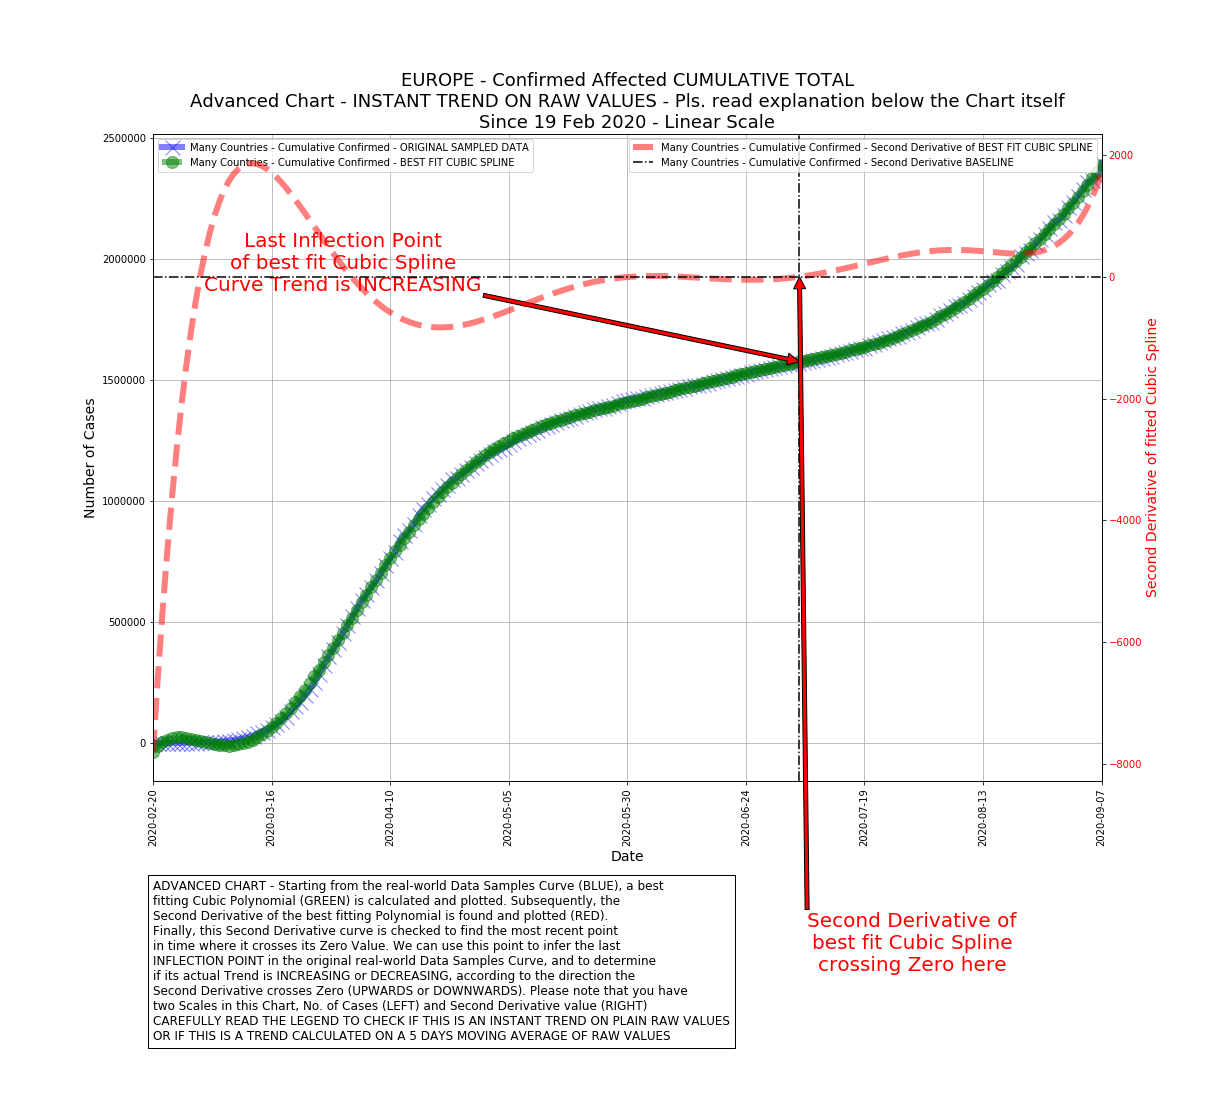 EUROPE - Confirmed Affected CUMULATIVE TOTAL
Advanced Chart - INSTANT TREND ON RAW VALUES - Pls. read explanation below the Chart itself
Since 19 Feb 2020 - Linear Scale
Many Countries - Cumulative Confirmed - ORIGINAL SAMPLED DATA
Many Countries - Cumulative Confirmed - BEST FIT CUBIC SPLINE
Many Countries - Cumulative Confirmed - Second Derivative of BEST FIT CUBIC SPLINE
Many Countries - Cumulative Confirmed - Second Derivative BASELINE
Last Inflection Point
of best fit Cubic Spline
Curve Trend is INCREASING
Number of Cases
2500000
2000000
1500000
1000000
500000
0
2000
0
−2000
−4000
−6000
−8000
Second Derivative of fitted Cubic Spline
2020-02-20
2020-03-16
2020-04-10
2020-05-05
2020-05-30
2020-06-24
2020-07-19
2020-08-13
2020-09-07
Date
ADVANCED CHART - Starting from the real-world Data Samples Curve (BLUE), a best
fitting Cubic Polynomial (GREEN) is calculated and plotted. Subsequently, the
Second Derivative of the best fitting Polynomial is found and plotted (RED).
Finally, this Second Derivative curve is checked to find the most recent point
in time where it crosses its Zero Value. We can use this point to infer the last
INFLECTION POINT in the original real-world Data Samples Curve, and to determine
if its actual Trend is INCREASING or DECREASING, according to the direction the
Second Derivative crosses Zero (UPWARDS or DOWNWARDS). Please note that you have
two Scales in this Chart, No. of Cases (LEFT) and Second Derivative value (RIGHT)
CAREFULLY READ THE LEGEND TO CHECK IF THIS IS AN INSTANT TREND ON PLAIN RAW VALUES
OR IF THIS IS A TREND CALCULATED ON A 5 DAYS MOVING AVERAGE OF RAW VALUES
Second Derivative of
best fit Cubic Spline
crossing Zero here